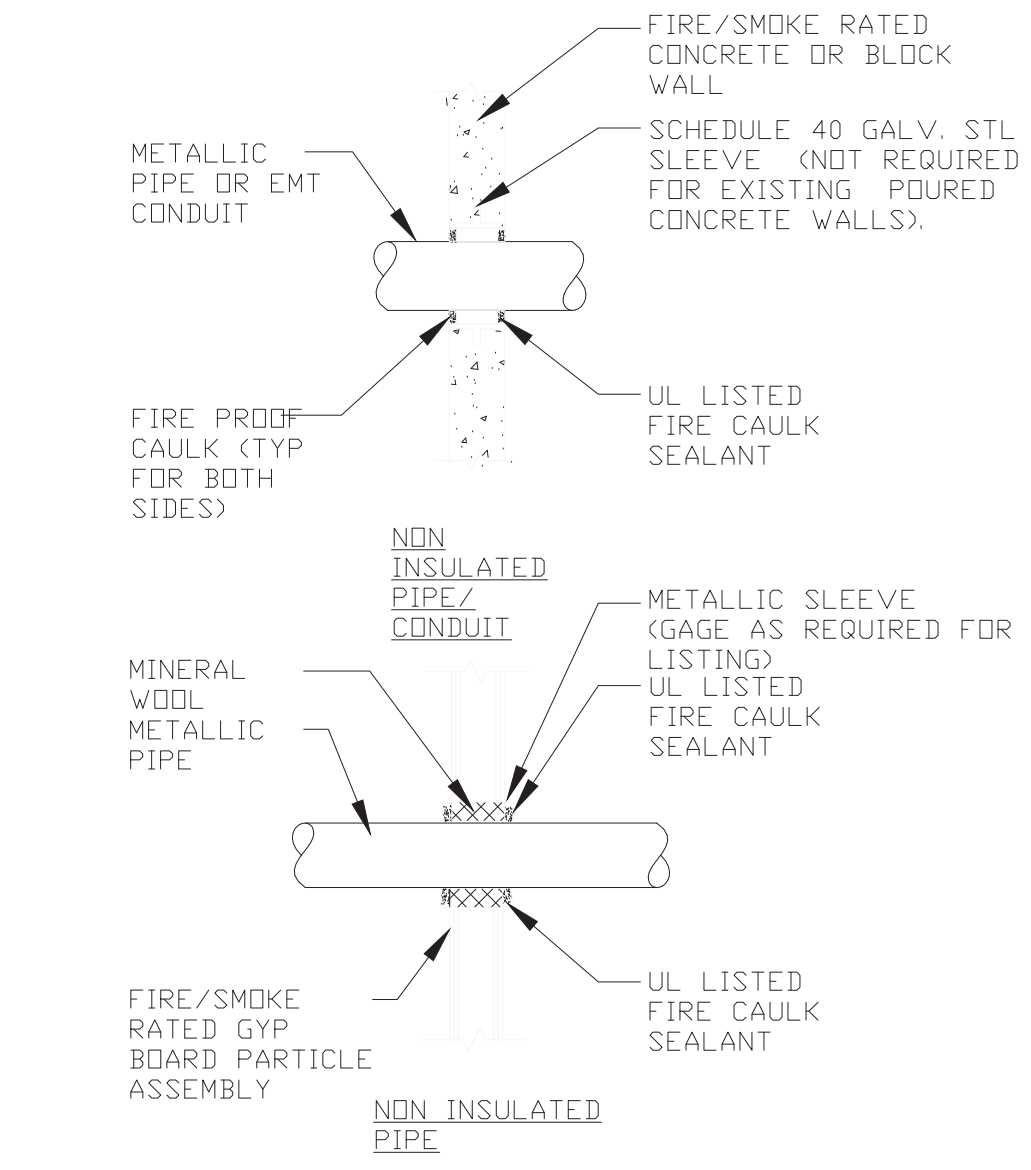 FIRE/SMOKE RATED
CONCRETE OR BLOCK
WALL
SCHEDULE 40 GALV. STL
SLEEVE (NOT REQUIRED
FOR EXISTING POURED
CONCRETE WALLS).
METALLIC
PIPE OR EMT
CONDUIT
FIRE PROOF
CAULK (TYP
FOR BOTH
SIDES)
UL LISTED
FIRE CAULK
SEALANT
NON
INSULATED
PIPE/
CONDUIT
METALLIC SLEEVE
(GAGE AS REQUIRED FOR
LISTING)
UL LISTED
FIRE CAULK
SEALANT
MINERAL
WOOL
METALLIC
PIPE
UL LISTED
FIRE CAULK
SEALANT
FIRE/SMOKE
RATED GYP
BOARD PARTICLE
ASSEMBLY
NON INSULATED
PIPE